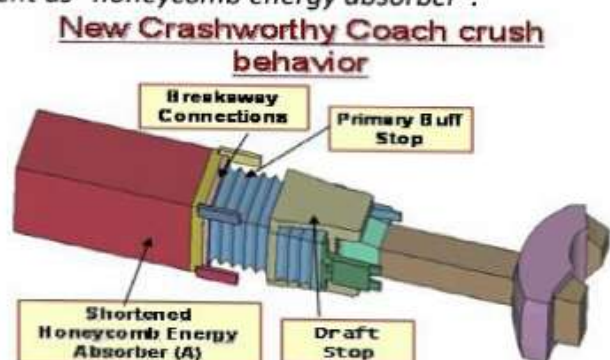 as "honeycomb energy absorber".
New Crashworthy Coach crush
behavior
Breakaway
Connections
Primary Buff
Stop
Shortened
Honeycomb Energy
Absorber (A)
Draft
Stop